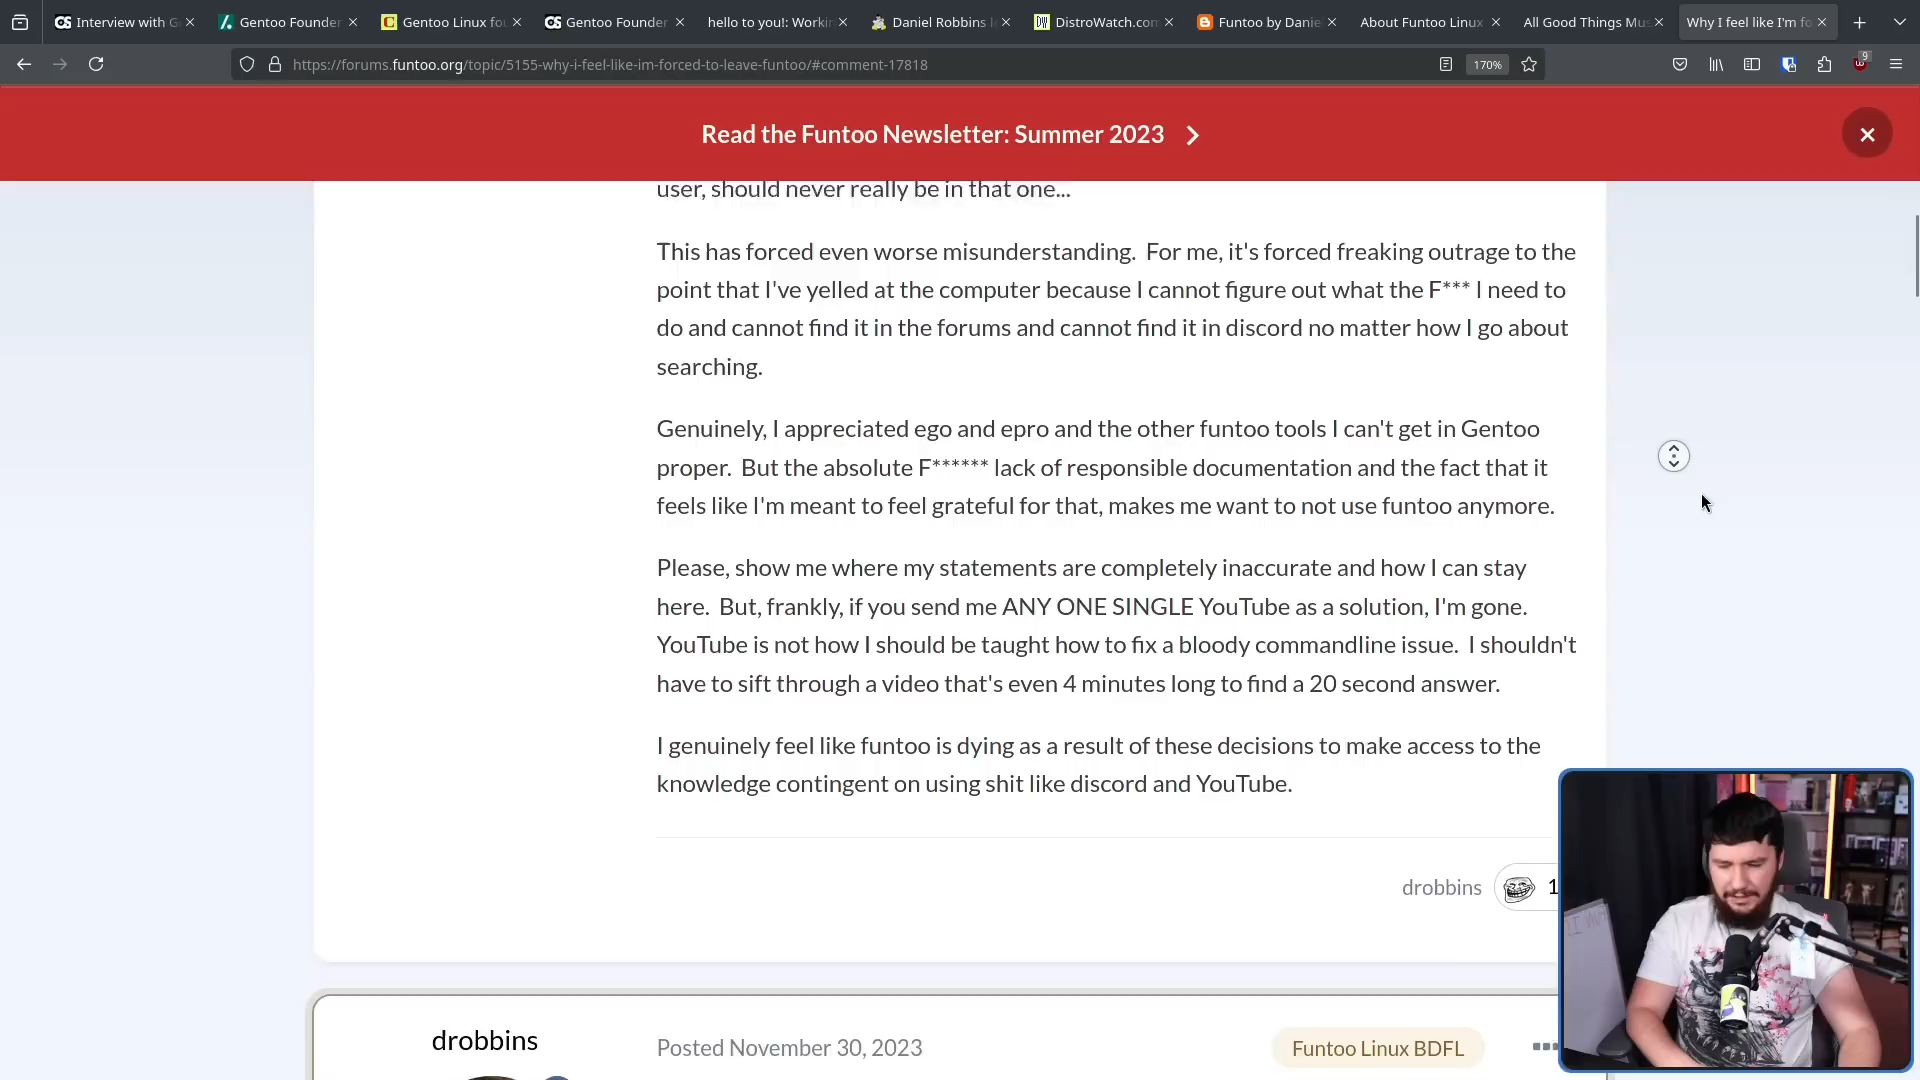 Interview with G
Gentoo Founder
Gentoo Linux fou
Gentoo Founder
hello to you!: Workin
Daniel Robbins
DistroWatch.com
Funtoo by Danie
About Funtoo Linux
All Good Things Mus
Why I feel like I'm fo
https://forums.funtoo.org/topic/5155-why-i-feel-like-im-forced-to-leave-funtoo/#comment-17818
170%
9
Read the Funtoo Newsletter: Summer 2023
user, should never really be in that one...
This has forced even worse misunderstanding. For me, it's forced freaking outrage to the
point that I've yelled at the computer because I cannot figure out what the F*** I need to
do and cannot find it in the forums and cannot find it in discord no matter how I go about
searching.
Genuinely, I appreciated ego and epro and the other funtoo tools I can't get in Gentoo
proper. But the absolute F****** lack of responsible documentation and the fact that it
feels like I'm meant to feel grateful for that, makes me want to not use funtoo anymore.
Please, show me where my statements are completely inaccurate and how I can stay
here. But, frankly, if you send me ANY ONE SINGLE YouTube as a solution, I'm gone.
YouTube is not how I should be taught how to fix a bloody commandline issue. I shouldn't
have to sift through a video that's even 4 minutes long to find a 20 second answer.
I genuinely feel like funtoo is dying as a result of these decisions to make access to the
knowledge contingent on using shit like discord and YouTube.
drobbins
1
drobbins
Posted November 30, 2023
Funtoo Linux BDFL